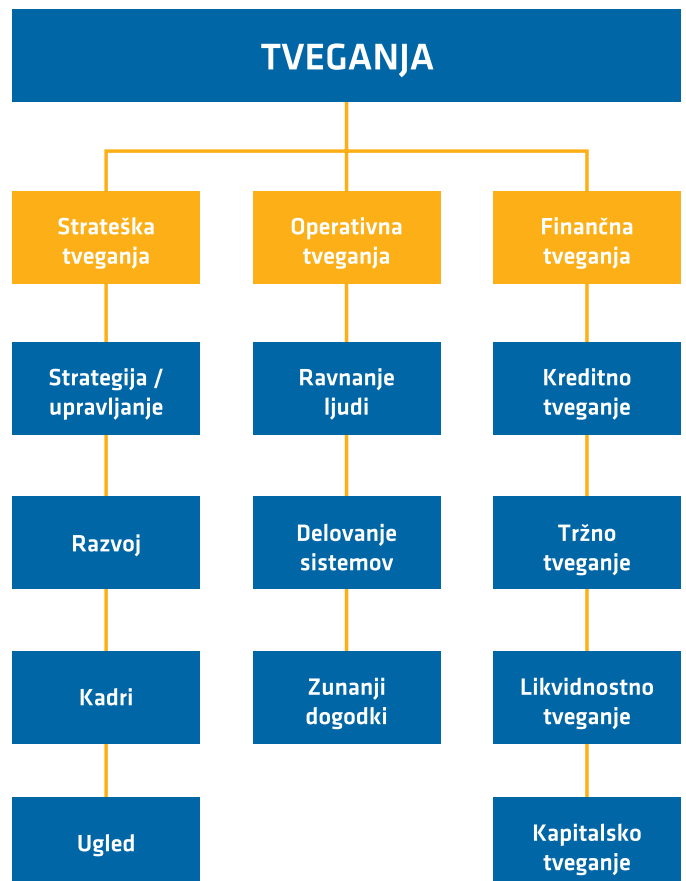 TVEGANJA
Strateška
tveganja
Operativna
tveganja
Finančna
tveganja
Strategija /
upravljanje
Ravnanje
ljudi
Kreditno
tveganje
Razvoj
Delovanje
sistemov
Tržno
tveganje
Kadri
Zunanji
dogodki
Likvidnostno
tveganje
Ugled
Kapitalsko
tveganje